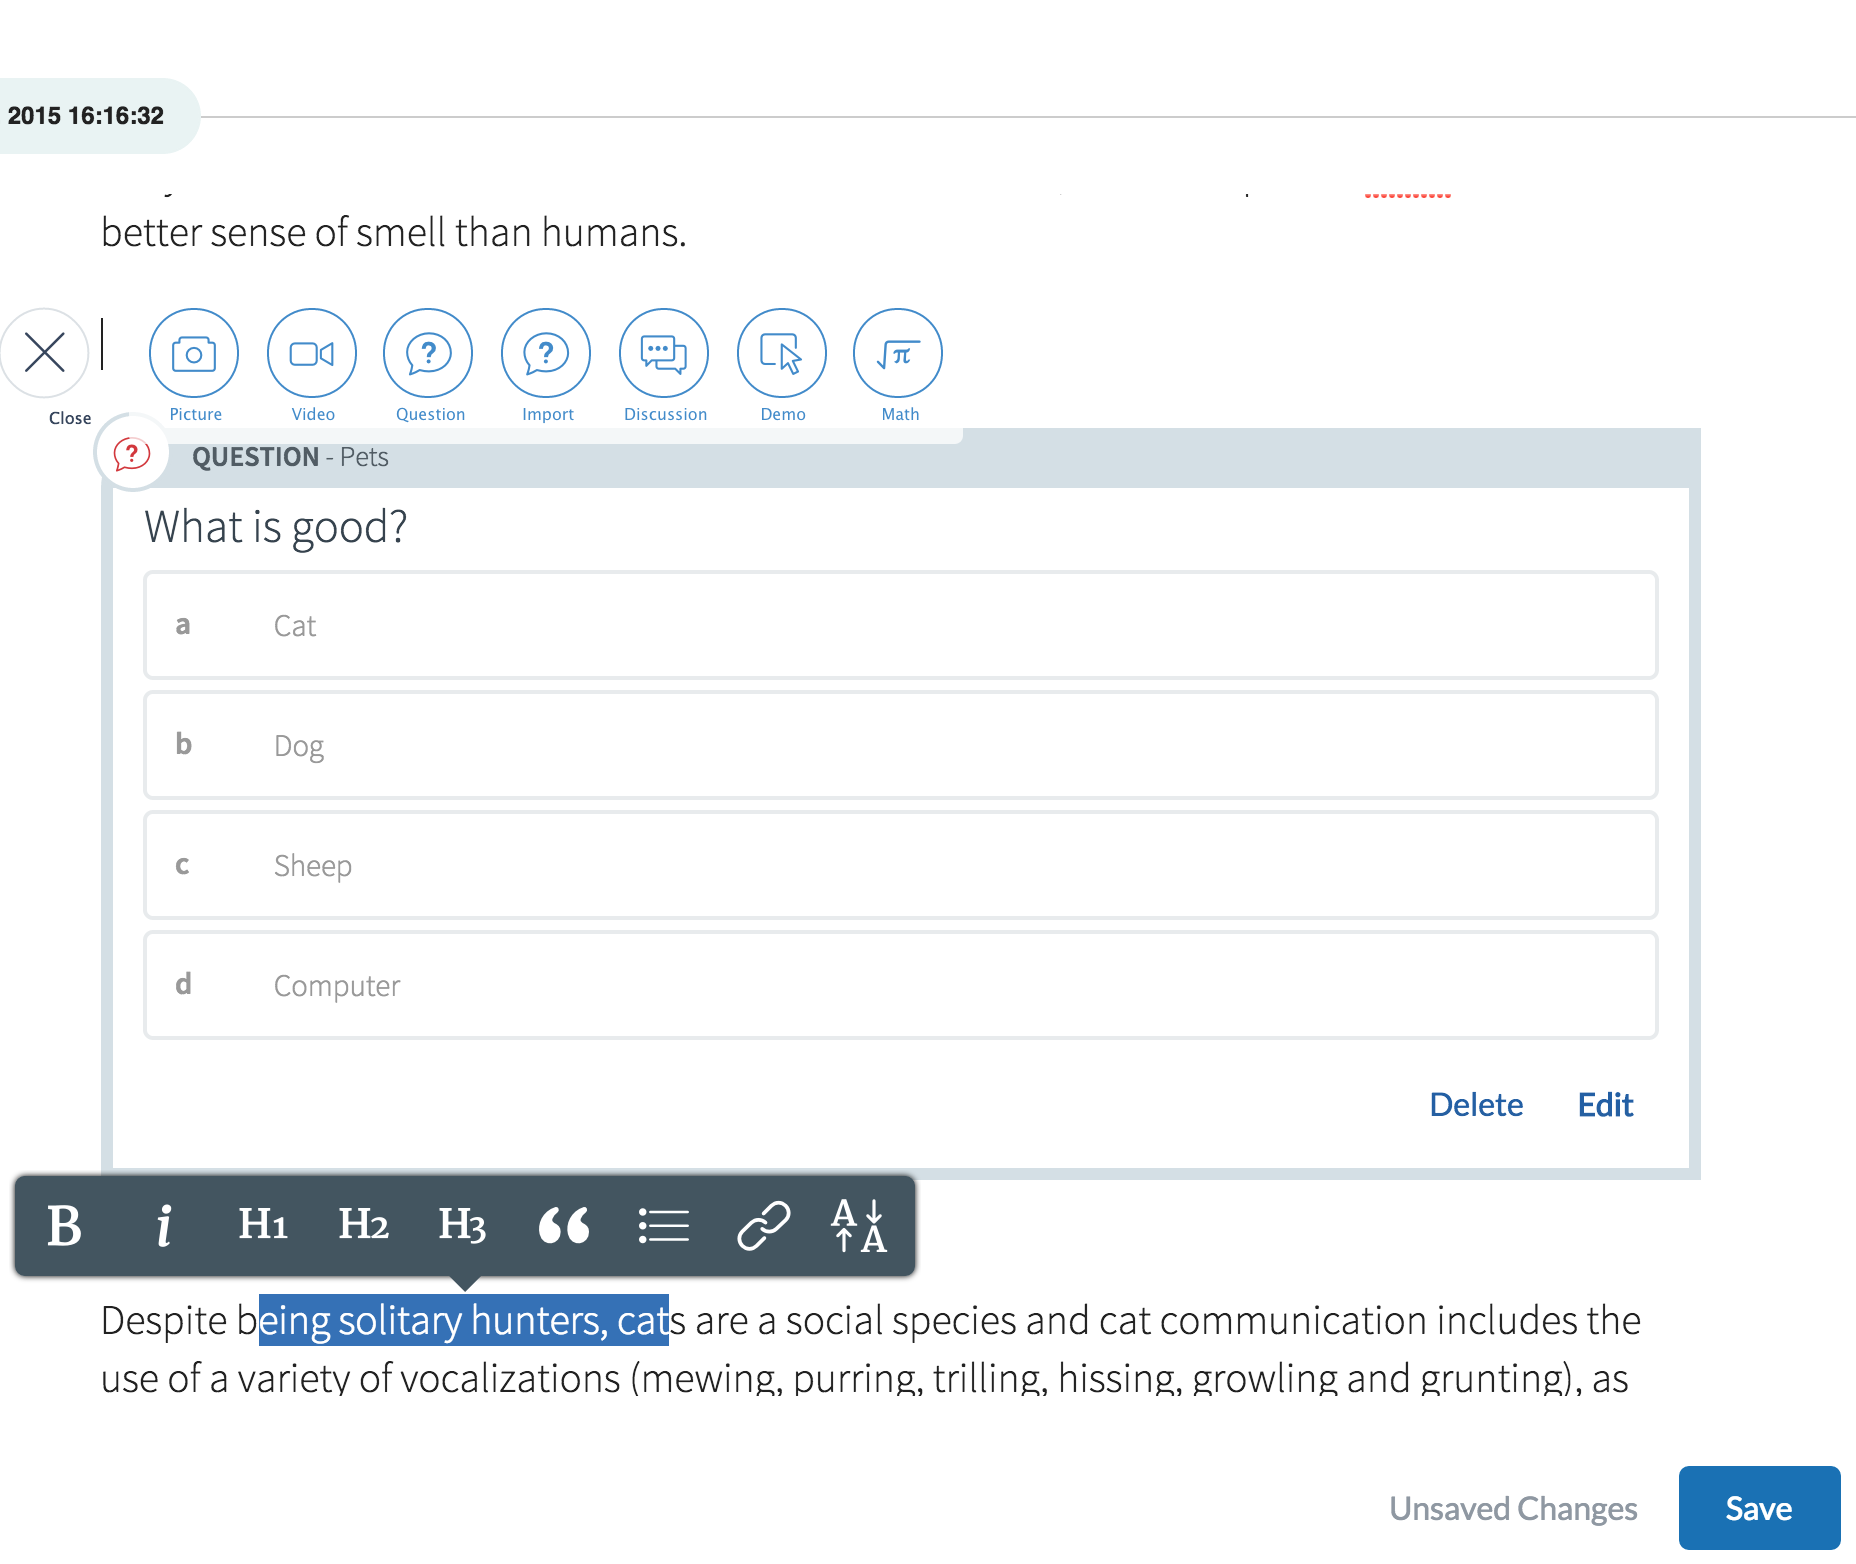 2015 16:16:32
better sense of smell than humans.
Close
Picture Video Question Import Discussion Demo Math
QUESTION - Pets
What is good?
a Cat
b Dog
c Sheep
d Computer
Delete Edit
B i H1 H2 H3 “ A A
Despite being solitary hunters, cats are a social species and cat communication includes the
use of a variety of vocalizations (mewing, purring, trilling, hissing, growling and grunting), as
Unsaved Changes Save